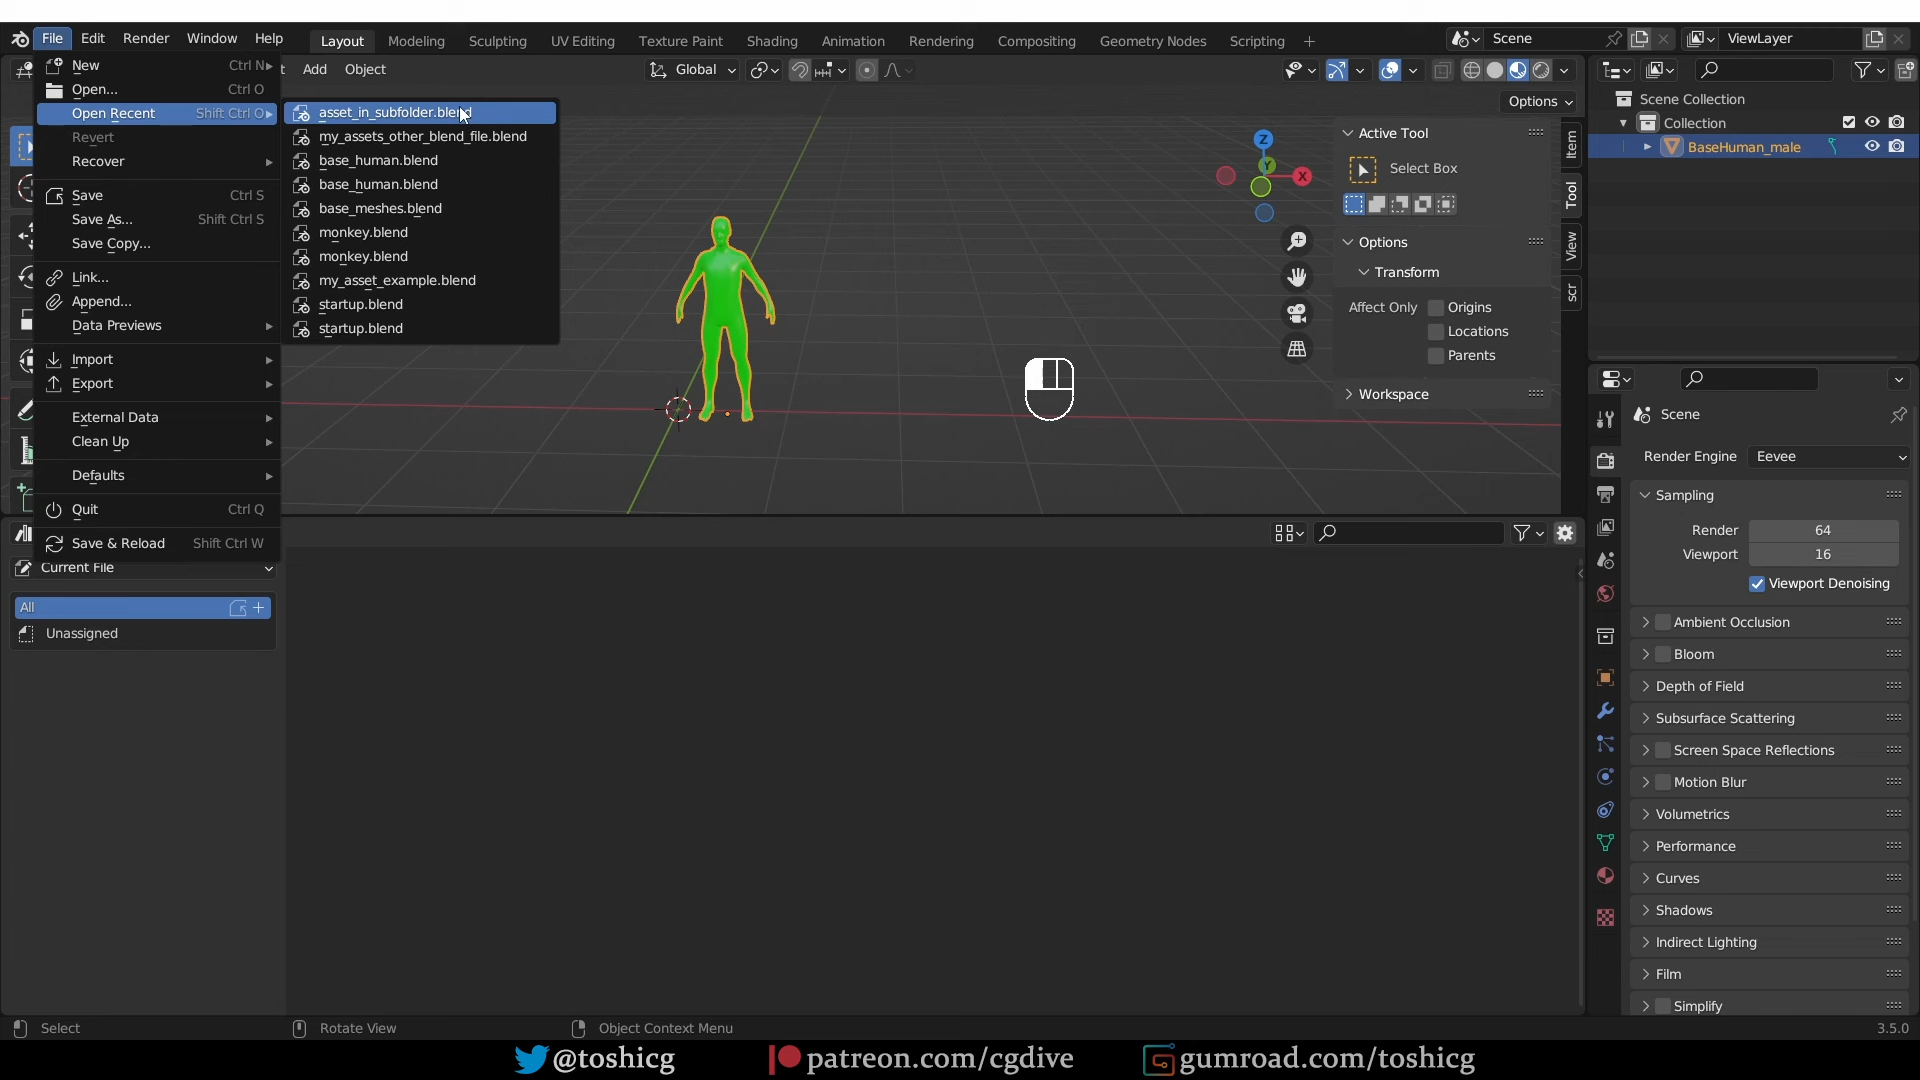 File Edit Render Window Help
Layout Modeling Sculpting UV Editing Texture Paint Shading Animation Rendering Compositing Geometry Nodes Scripting +
Scene
ViewLayer
Add Object
Global
Options
New Ctrl N
Open... Ctrl O
Open Recent Shift Ctrl O
Revert
Recover
Save Ctrl S
Save As... Shift Ctrl S
Save Copy...
Link...
Append...
Data Previews
Import
Export
External Data
Clean Up
Defaults
Quit Ctrl Q
Save & Reload Shift Ctrl W
asset_in_subfolder.blend
my_assets_other_blend_file.blend
base_human.blend
base_human.blend
base_meshes.blend
monkey.blend
monkey.blend
my_asset_example.blend
startup.blend
startup.blend
Z
Y
X
Active Tool
Select Box
Options
Transform
Affect Only Origins
Locations
Parents
Workspace
Item
Tool
View
scr
Scene Collection
Collection
BaseHuman_male
Scene
Render Engine Eevee
Sampling
Render 64
Viewport 16
Viewport Denoising
Ambient Occlusion
Bloom
Depth of Field
Subsurface Scattering
Screen Space Reflections
Motion Blur
Volumetrics
Performance
Curves
Shadows
Indirect Lighting
Film
Simplify
Current File
All
Unassigned
Select
Rotate View
Object Context Menu
3.5.0
@toshicg
patreon.com/cgdive
gumroad.com/toshicg